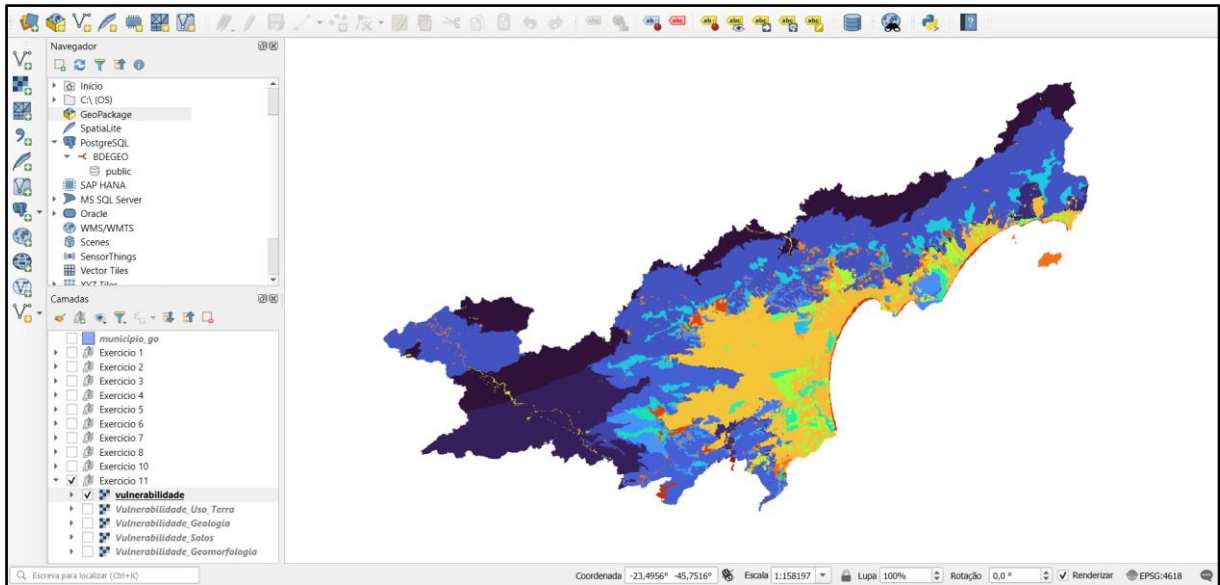 Navegador
Início
C:\ (OS)
GeoPackage
SpatiaLite
PostgreSQL
BDEGEO
public
SAP HANA
MS SQL Server
Oracle
WMS/WMTS
Scenes
SensorThings
Vector Tiles
XYZ Tiles
Camadas
municipio_go
Exercicio 1
Exercicio 2
Exercicio 3
Exercicio 4
Exercicio 5
Exercicio 6
Exercicio 7
Exercicio 8
Exercicio 10
Exercicio 11
vulnerabilidade
Vulnerabilidade_Uso_Terra
Vulnerabilidade_Geologia
Vulnerabilidade_Solos
Vulnerabilidade_Geomorfologia
Escreva para localizar (Ctrl+K) Coordenada -23,4956° -45,7516° Escala 1:158197 Lupa 100% Rotação 0,0 ° Renderizar EPSG:4618